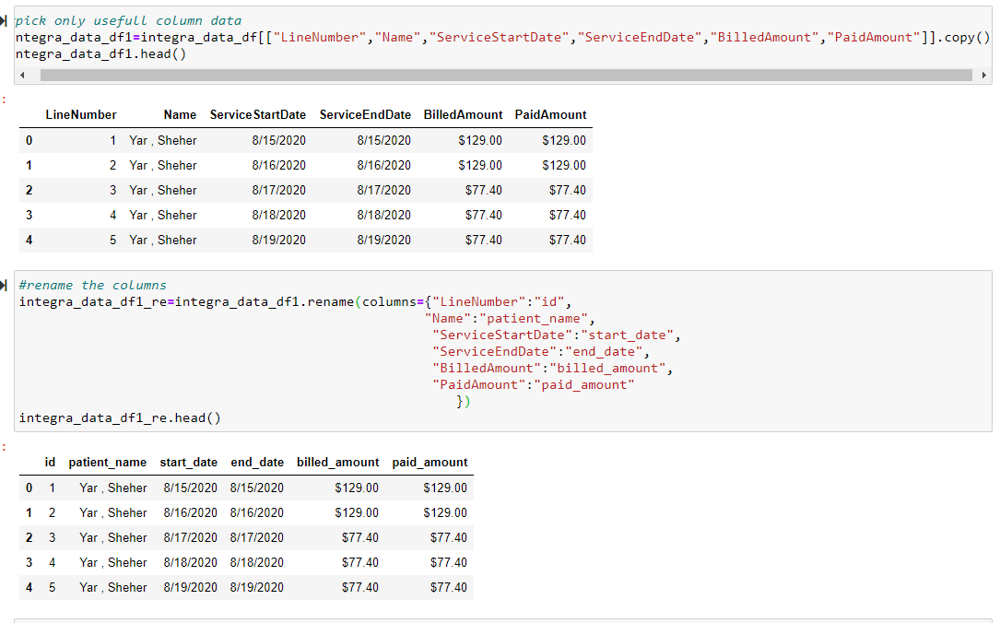 pick only usefull column data
ntegra_data_df1=integra_data_df[["LineNumber","Name","ServiceStartDate","ServiceEndDate","BilledAmount","PaidAmount"]].copy()
ntegra_data_df1.head()
:
LineNumber Name ServiceStartDate ServiceEndDate BilledAmount PaidAmount
0 1 Yar , Sheher 8/15/2020 8/15/2020 $129.00 $129.00
1 2 Yar , Sheher 8/16/2020 8/16/2020 $129.00 $129.00
2 3 Yar , Sheher 8/17/2020 8/17/2020 $77.40 $77.40
3 4 Yar , Sheher 8/18/2020 8/18/2020 $77.40 $77.40
4 5 Yar , Sheher 8/19/2020 8/19/2020 $77.40 $77.40
#rename the columns
integra_data_df1_re=integra_data_df1.rename(columns={"LineNumber":"id",
"Name":"patient_name",
"ServiceStartDate":"start_date",
"ServiceEndDate":"end_date",
"BilledAmount":"billed_amount",
"PaidAmount":"paid_amount"
})
integra_data_df1_re.head()
:
id patient_name start_date end_date billed_amount paid_amount
0 1 Yar , Sheher 8/15/2020 8/15/2020 $129.00 $129.00
1 2 Yar , Sheher 8/16/2020 8/16/2020 $129.00 $129.00
2 3 Yar , Sheher 8/17/2020 8/17/2020 $77.40 $77.40
3 4 Yar , Sheher 8/18/2020 8/18/2020 $77.40 $77.40
4 5 Yar , Sheher 8/19/2020 8/19/2020 $77.40 $77.40